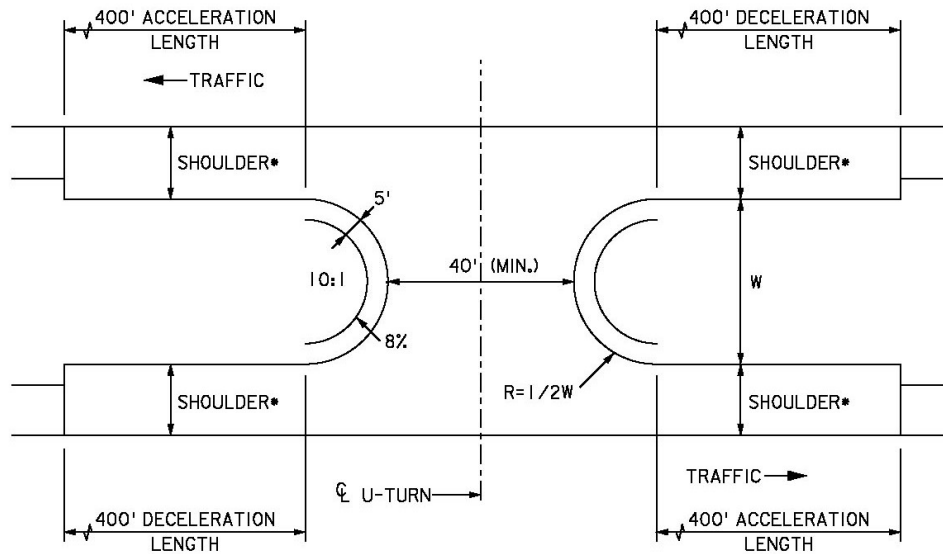 400' ACCELERATION
LENGTH
400' DECELERATION
LENGTH
TRAFFIC
SHOULDER*
SHOULDER*
5'
10:1
40' (MIN.)
W
8%
R=1/2W
SHOULDER*
SHOULDER*
TRAFFIC
℄ U-TURN
400' DECELERATION
LENGTH
400' ACCELERATION
LENGTH